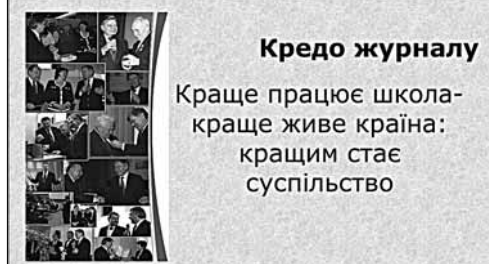 Кредо журналу
Краще працює школа-
краще живе країна:
кращим стає
суспільство